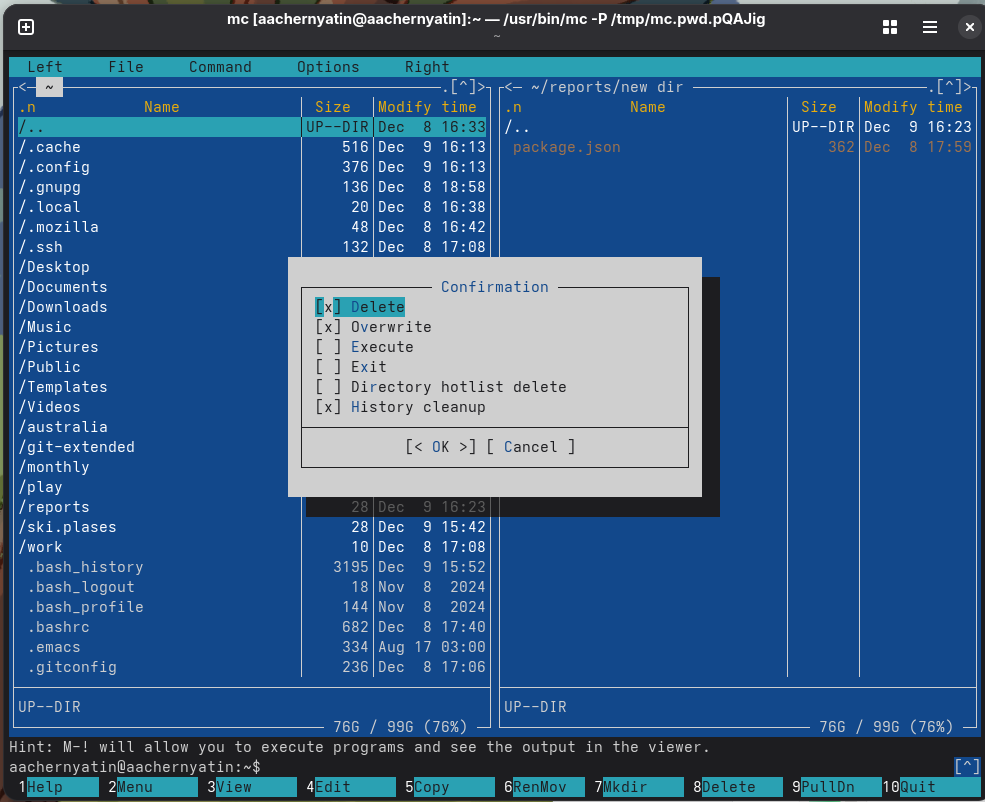 mc [aachernyatin@aachernyatin]:~ — /usr/bin/mc -P /tmp/mc.pwd.pQAJig
~
Left File Command Options Right
<— ~ .[^]>
.n Name Size Modify time
/.. UP--DIR Dec 8 16:33
/.cache 516 Dec 9 16:13
/.config 376 Dec 9 16:13
/.gnupg 136 Dec 8 18:58
/.local 20 Dec 8 16:38
/.mozilla 48 Dec 8 16:42
/.ssh 132 Dec 8 17:08
/Desktop
/Documents
/Downloads
/Music
/Pictures
/Public
/Templates
/Videos
/australia
/git-extended
/monthly
/play
/reports 28 Dec 9 16:23
/ski.plases 28 Dec 9 15:42
/work 10 Dec 8 17:08
.bash_history 3195 Dec 9 15:52
.bash_logout 18 Nov 8 2024
.bash_profile 144 Nov 8 2024
.bashrc 682 Dec 8 17:40
.emacs 334 Aug 17 03:00
.gitconfig 236 Dec 8 17:06
UP--DIR
76G / 99G (76%)
<— ~/reports/new dir .[^]>
.n Name Size Modify time
/.. UP--DIR Dec 9 16:23
package.json 362 Dec 8 17:59
UP--DIR
76G / 99G (76%)
Confirmation
[x] Delete
[x] Overwrite
[ ] Execute
[ ] Exit
[ ] Directory hotlist delete
[x] History cleanup
[< OK >] [ Cancel ]
Hint: M-! will allow you to execute programs and see the output in the viewer.
aachernyatin@aachernyatin:~$ [^]
1Help 2Menu 3View 4Edit 5Copy 6RenMov 7Mkdir 8Delete 9PullDn 10Quit